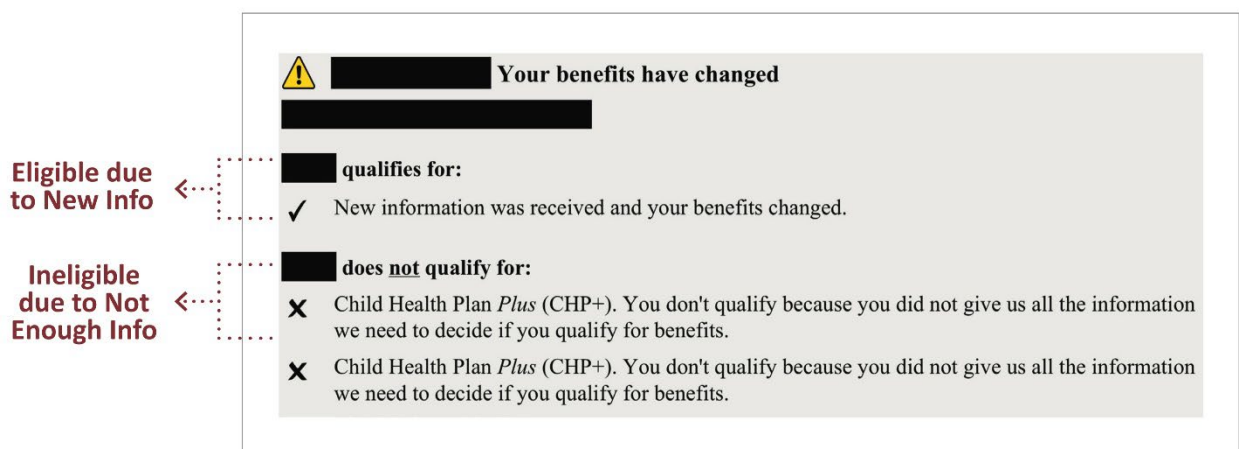 Your benefits have changed
Eligible due
to New Info
qualifies for:
✓ New information was received and your benefits changed.
Ineligible
due to Not
Enough Info
does not qualify for:
✗ Child Health Plan Plus (CHP+). You don't qualify because you did not give us all the information
we need to decide if you qualify for benefits.
✗ Child Health Plan Plus (CHP+). You don't qualify because you did not give us all the information
we need to decide if you qualify for benefits.